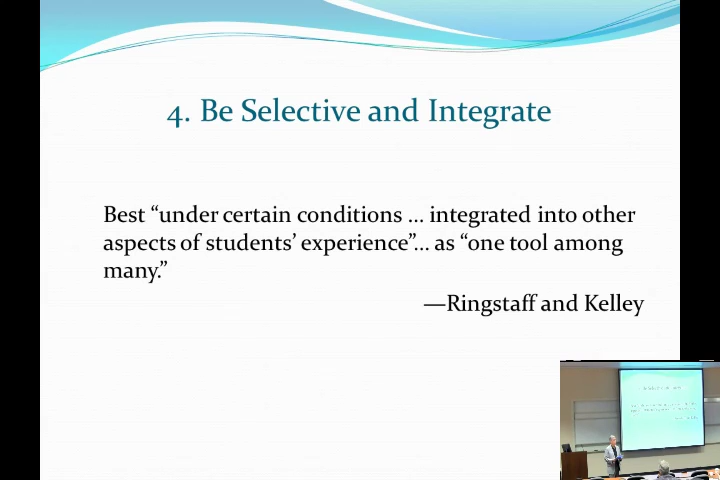 4. Be Selective and Integrate
Best “under certain conditions ... integrated into other
aspects of students’ experience”... as “one tool among
many.”
—Ringstaff and Kelley